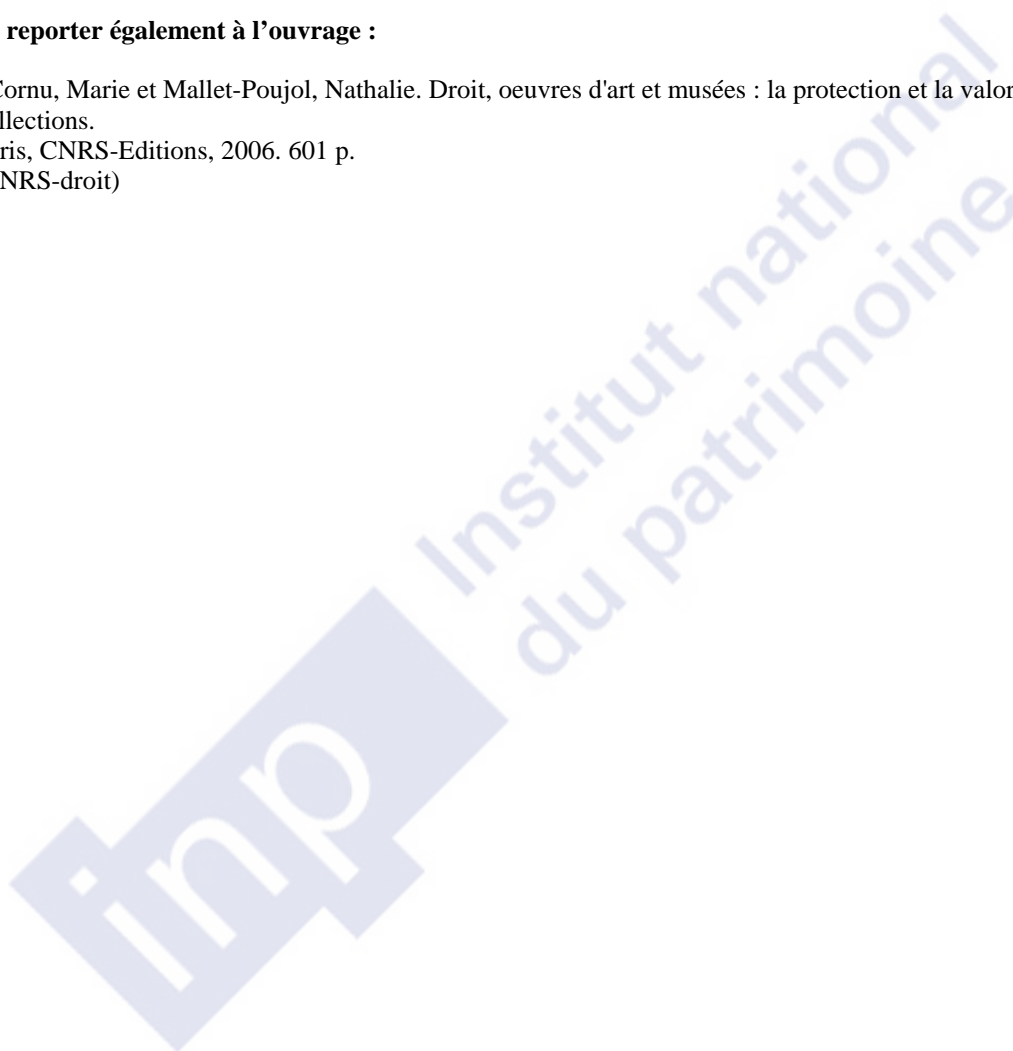 reporter également à l’ouvrage :
Cornu, Marie et Mallet-Poujol, Nathalie. Droit, oeuvres d'art et musées : la protection et la valor
llections.
ris, CNRS-Editions, 2006. 601 p.
NRS-droit)
Institut national
du patrimoine
inp